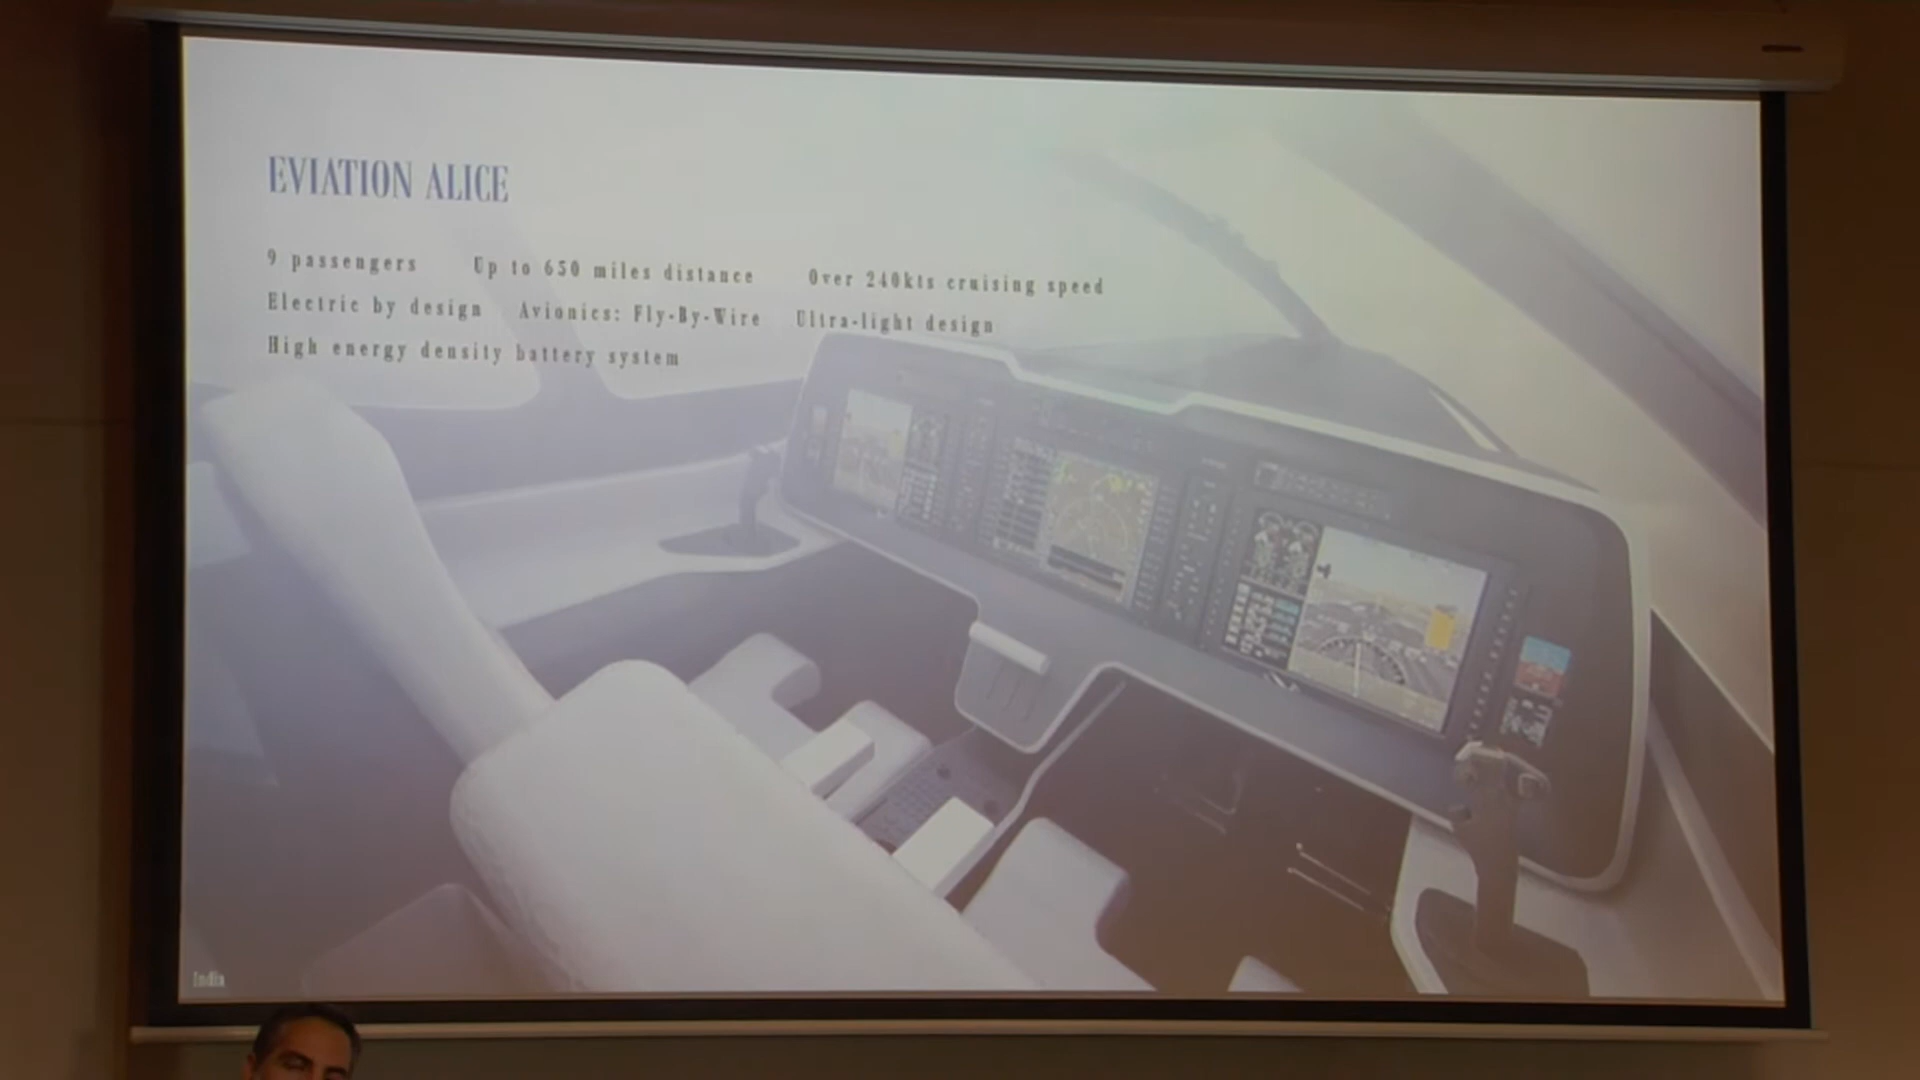 EVIATION ALICE
9 passengers Up to 650 miles distance Over 240kts cruising speed
Electric by design Avionics: Fly-By-Wire Ultra-light design
High energy density battery system
India